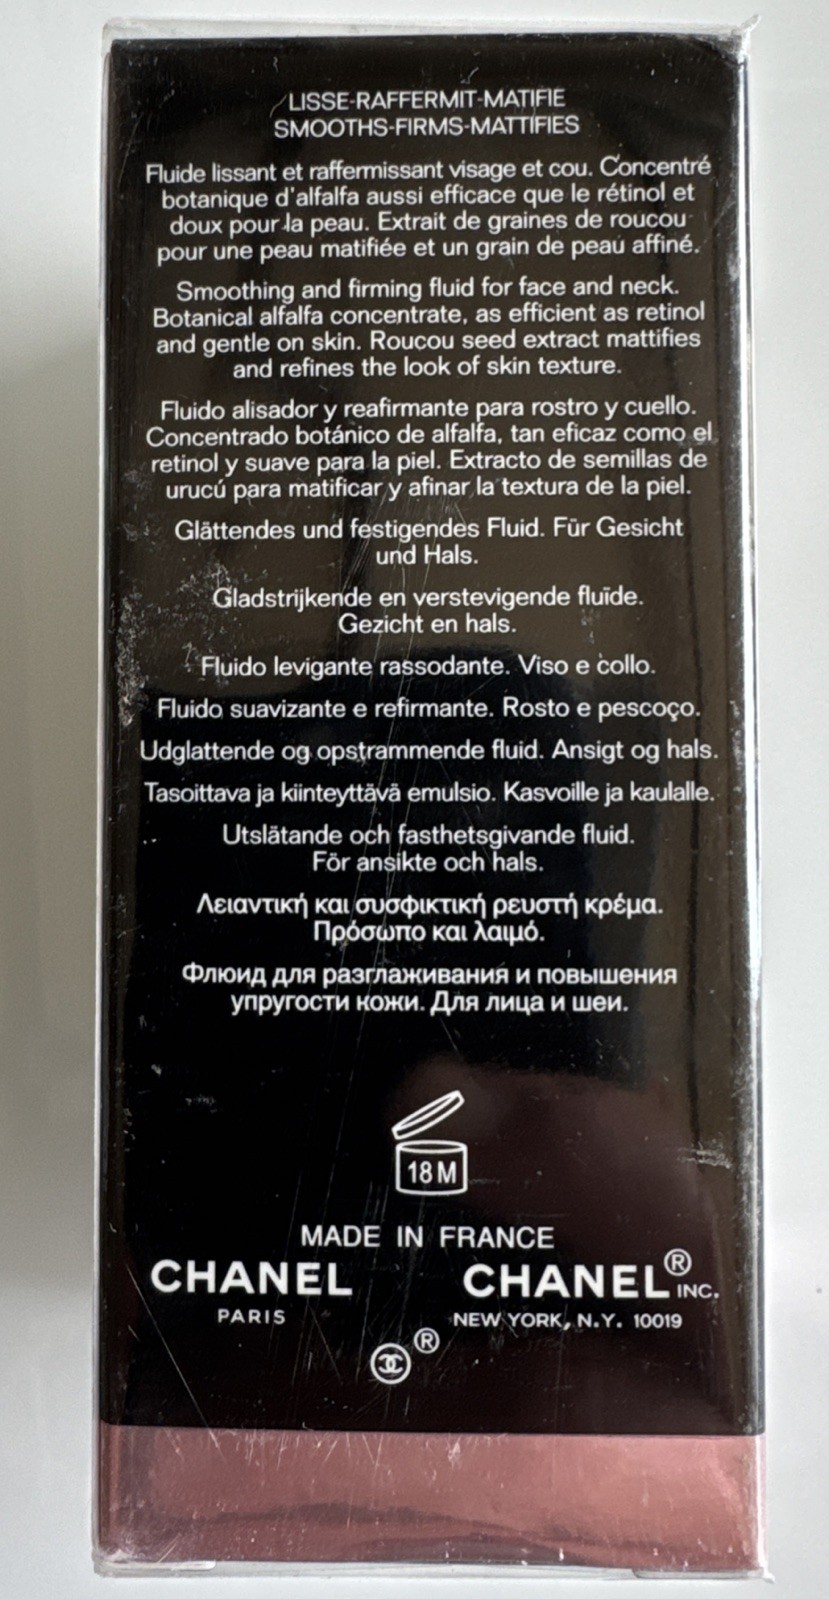 LISSE-RAFFERMIT-MATIFIE
SMOOTHS-FIRMS-MATTIFIES
Fluide lissant et raffermissant visage et cou. Concentré
botanique d'alfalfa aussi efficace que le rétinol et
doux pour la peau. Extrait de graines de roucou
pour une peau matifiée et un grain de peau affiné.
Smoothing and firming fluid for face and neck.
Botanical alfalfa concentrate, as efficient as retinol
and gentle on skin. Roucou seed extract mattifies
and refines the look of skin texture.
Fluido alisador y reafirmante para rostro y cuello.
Concentrado botánico de alfalfa, tan eficaz como el
retinol y suave para la piel. Extracto de semillas de
urucú para matificar y afinar la textura de la piel.
Glättendes und festigendes Fluid. Für Gesicht
und Hals.
Gladstrijkende en verstevigende fluïde.
Gezicht en hals.
Fluido levigante rassodante. Viso e collo.
Fluido suavizante e refirmante. Rosto e pescoço.
Udglattende og opstrammende fluid. Ansigt og hals.
Tasoittava ja kiinteyttävä emulsio. Kasvoille ja kaulalle.
Utslätande och fasthetsgivande fluid.
För ansikte och hals.
Λειαντική και συσφικτική ρευστή κρέμα.
Πρόσωπο και λαιμό.
Флюид для разглаживания и повышения
упругости кожи. Для лица и шеи.
18 M
MADE IN FRANCE
CHANEL CHANEL® INC.
PARIS NEW YORK, N.Y. 10019
®